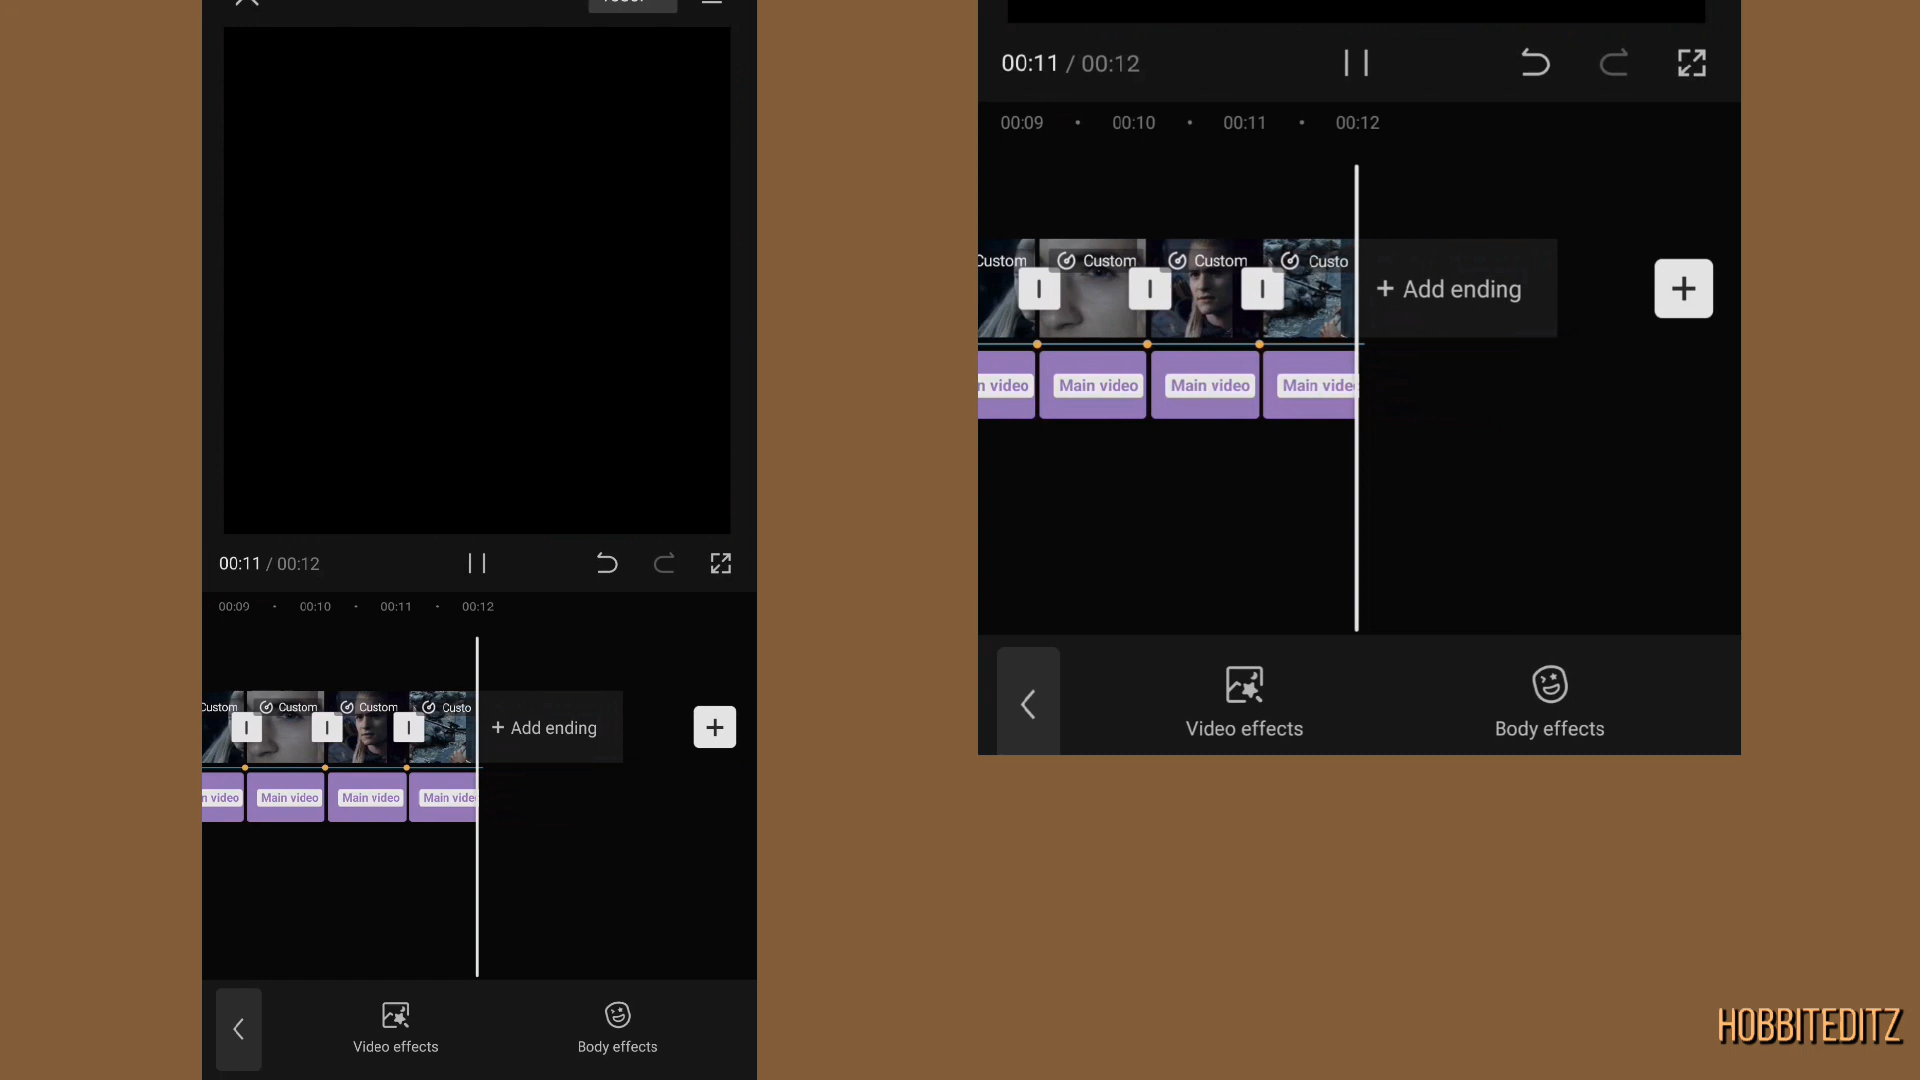 00:11 / 00:12
00:09 • 00:10 • 00:11 • 00:12
Custom Custom Custom Custo
+ Add ending
+
n video Main video Main video Main vide
Video effects
Body effects
00:11 / 00:12
00:09 • 00:10 • 00:11 • 00:12
Custom Custom Custom Custo
+ Add ending
+
n video Main video Main video Main vide
Video effects
Body effects
HOBBITEDITZ